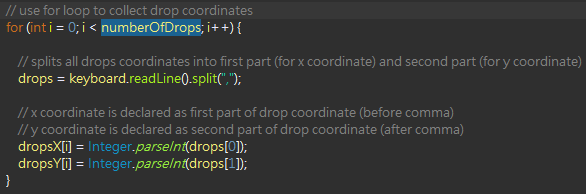 // use for loop to collect drop coordinates
for (int i = 0; i < numberOfDrops; i++) {
// splits all drops coordinates into first part (for x coordinate) and second part (for y coordinate)
drops = keyboard.readLine().split(",");
// x coordinate is declared as first part of drop coordinate (before comma)
// y coordinate is declared as second part of drop coordinate (after comma)
dropsX[i] = Integer.parseInt(drops[0]);
dropsY[i] = Integer.parseInt(drops[1]);
}